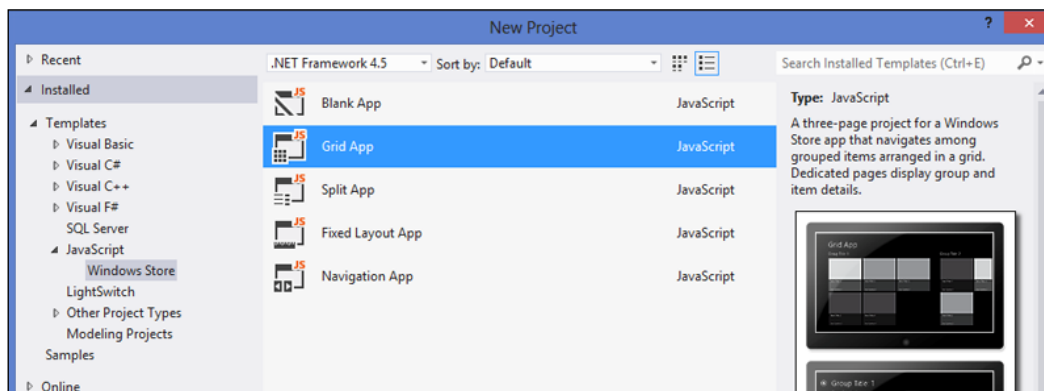 New Project
?
Recent
Installed
Templates
Visual Basic
Visual C#
Visual C++
Visual F#
SQL Server
JavaScript
Windows Store
LightSwitch
Other Project Types
Modeling Projects
Samples
Online
.NET Framework 4.5 Sort by: Default
JS Blank App JavaScript
JS Grid App JavaScript
JS Split App JavaScript
JS Fixed Layout App JavaScript
JS Navigation App JavaScript
Search Installed Templates (Ctrl+E)
Type: JavaScript
A three-page project for a Windows
Store app that navigates among
grouped items arranged in a grid.
Dedicated pages display group and
item details.
Grid App
Group Title 1